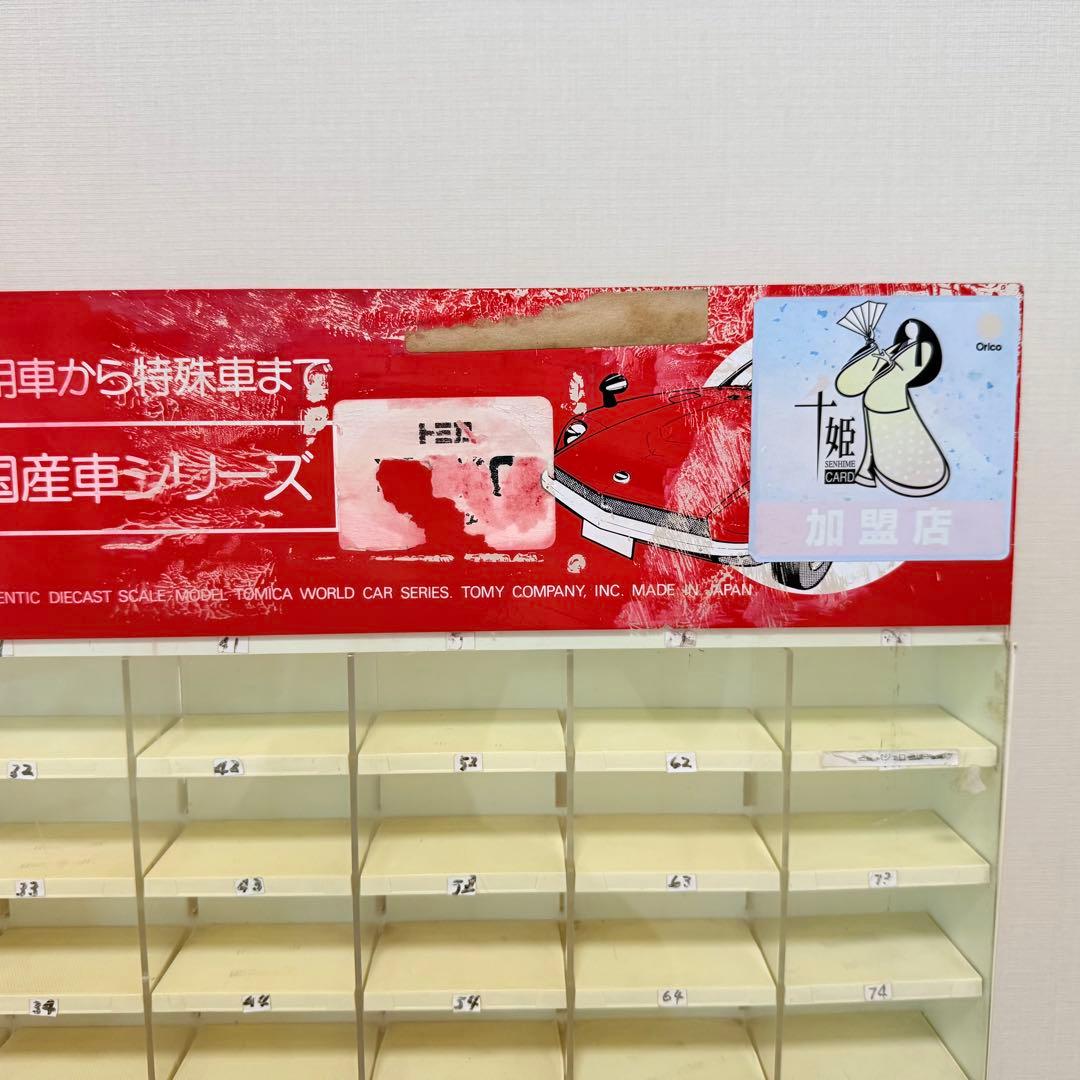 用車から特殊車まで
国産車シリーズ
トミカ
ENTIC DIECAST SCALE MODEL TOMICA WORLD CAR SERIES. TOMY COMPANY, INC. MADE IN JAPAN
Orico
千姫
SENHIME
CARD
加盟店
41
32
42
52
62
33
43
63
73
34
44
54
64
74